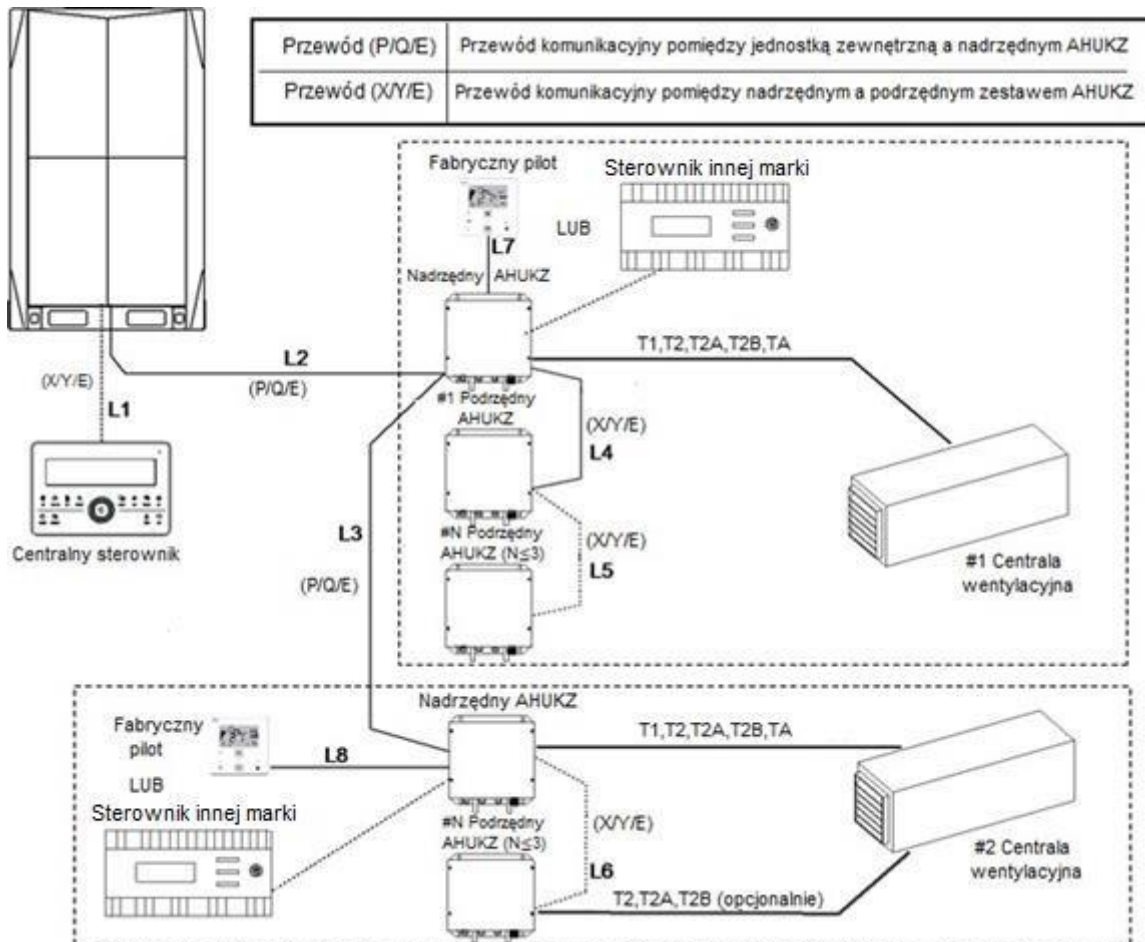 Przewód (P/Q/E) Przewód komunikacyjny pomiędzy jednostką zewnętrzną a nadrzędnym AHUKZ
Przewód (X/Y/E) Przewód komunikacyjny pomiędzy nadrzędnym a podrzędnym zestawem AHUKZ
Fabryczny pilot
Sterownik innej marki
LUB
L7
Nadrzędny AHUKZ
T1,T2,T2A,T2B,TA
L2
(P/Q/E)
(X/Y/E)
L1
#1 Podrzędny
AHUKZ
(X/Y/E)
L4
Centralny sterownik
L3
(P/Q/E)
#N Podrzędny
AHUKZ (N≤3)
(X/Y/E)
L5
#1 Centrala
wentylacyjna
Nadrzędny AHUKZ
Fabryczny
pilot
LUB
L8
T1,T2,T2A,T2B,TA
Sterownik innej marki
#N Podrzędny
AHUKZ (N≤3)
(X/Y/E)
L6
#2 Centrala
wentylacyjna
T2,T2A,T2B (opcjonalnie)